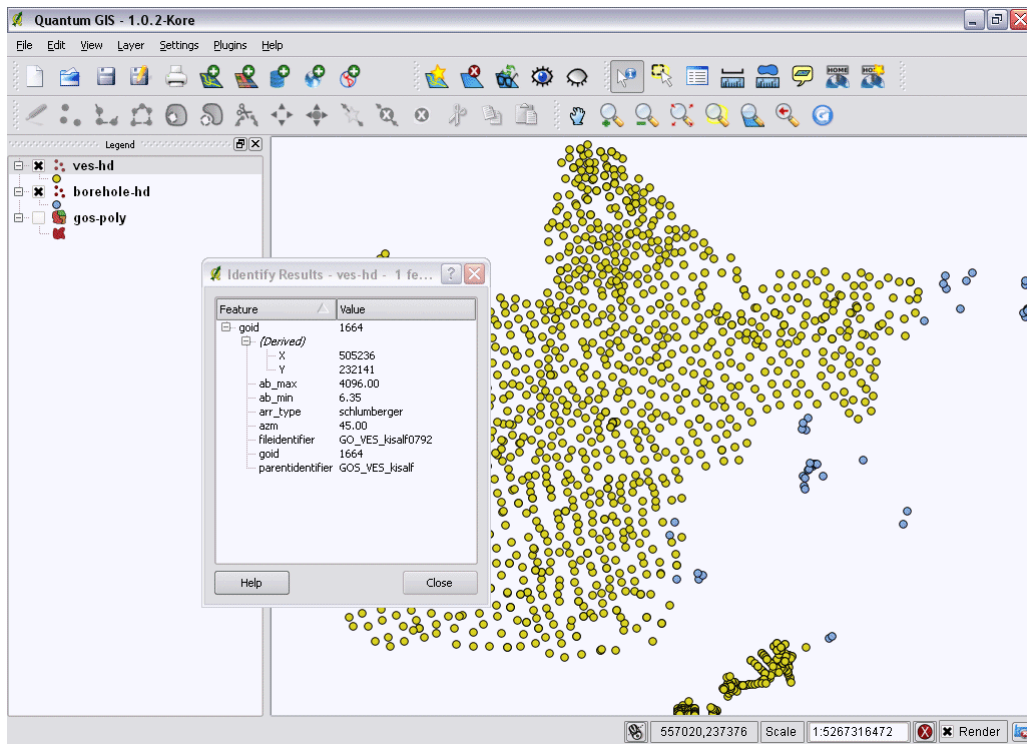 Quantum GIS - 1.0.2-Kore
File Edit View Layer Settings Plugins Help
HOME HOME
Legend
ves-hd
borehole-hd
gos-poly
Identify Results - ves-hd - 1 fe...
Feature Value
goid 1664
(Derived)
X 505236
Y 232141
ab_max 4096.00
ab_min 6.35
arr_type schlumberger
azm 45.00
fileidentifier GO_VES_kisalf0792
goid 1664
parentidentifier GOS_VES_kisalf
Help Close
557020,237376 Scale 1:5267316472 Render